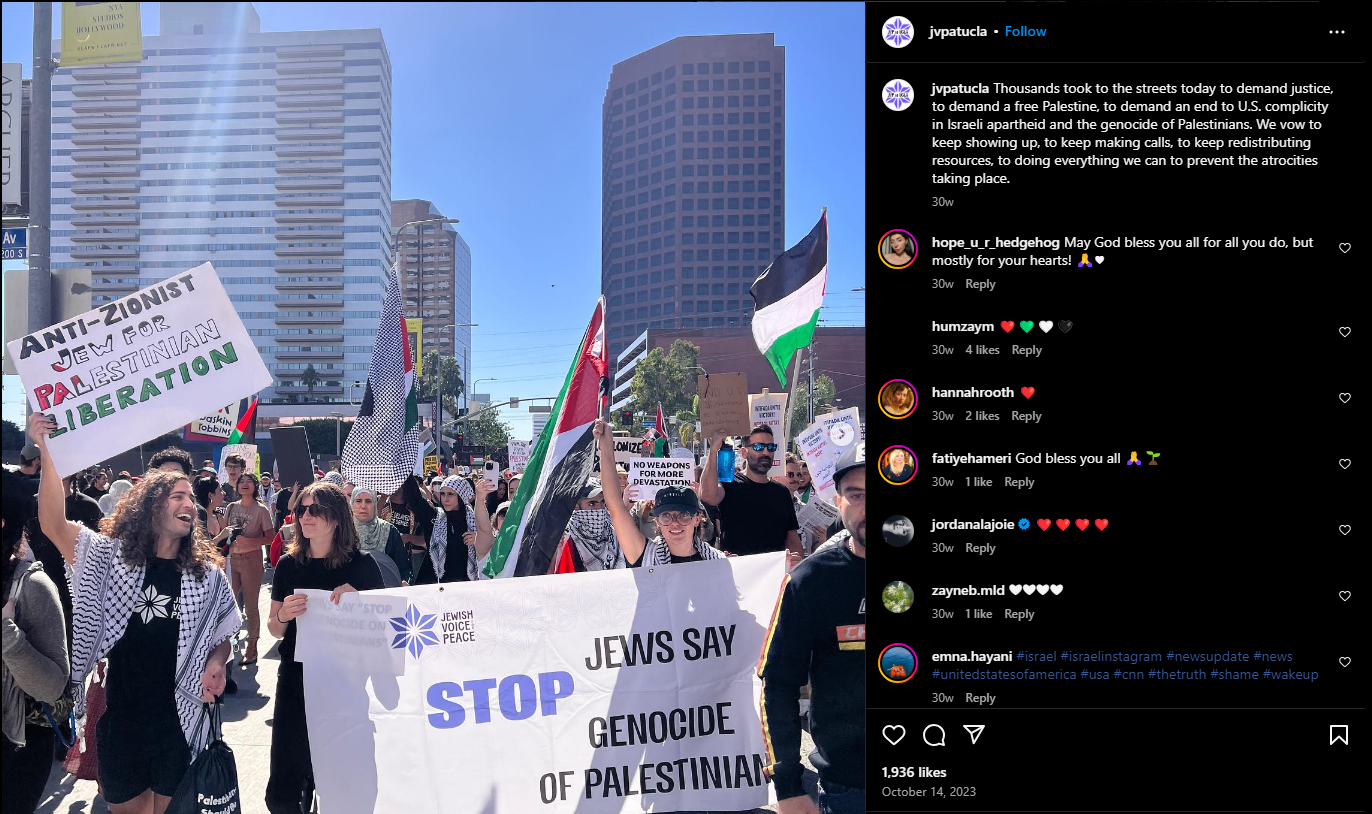 NYA
STUDIOS
HOLLYWOOD
Av
200 S
ANTI-ZIONIST
JEW FOR
PALESTINIAN
LIBERATION
baskin
robbins
NO WEAPONS
FOR MORE
DEVASTATION
INTIFADA UNTIL
VICTORY!
JEWISH
VOICE
PEACE
JEWISH
VOICE FOR
PEACE
JEWS SAY
STOP
GENOCIDE
OF PALESTINIAN
jvpatucla • Follow
jvpatucla Thousands took to the streets today to demand justice,
to demand a free Palestine, to demand an end to U.S. complicity
in Israeli apartheid and the genocide of Palestinians. We vow to
keep showing up, to keep making calls, to keep redistributing
resources, to doing everything we can to prevent the atrocities
taking place.
30w
hope_u_r_hedgehog May God bless you all for all you do, but
mostly for your hearts! 🙏🤍
30w Reply
humzaym ❤️💚🤍🖤
30w 4 likes Reply
hannahrooth ❤️
30w 2 likes Reply
fatiyehameri God bless you all 🙏🌱
30w 1 like Reply
jordanalajoie ❤️❤️❤️❤️
30w Reply
zayneb.mld 🤍🤍🤍🤍
30w 1 like Reply
emna.hayani #israel #israelinstagram #newsupdate #news
#unitedstatesofamerica #usa #cnn #thetruth #shame #wakeup
30w Reply
1,936 likes
October 14, 2023